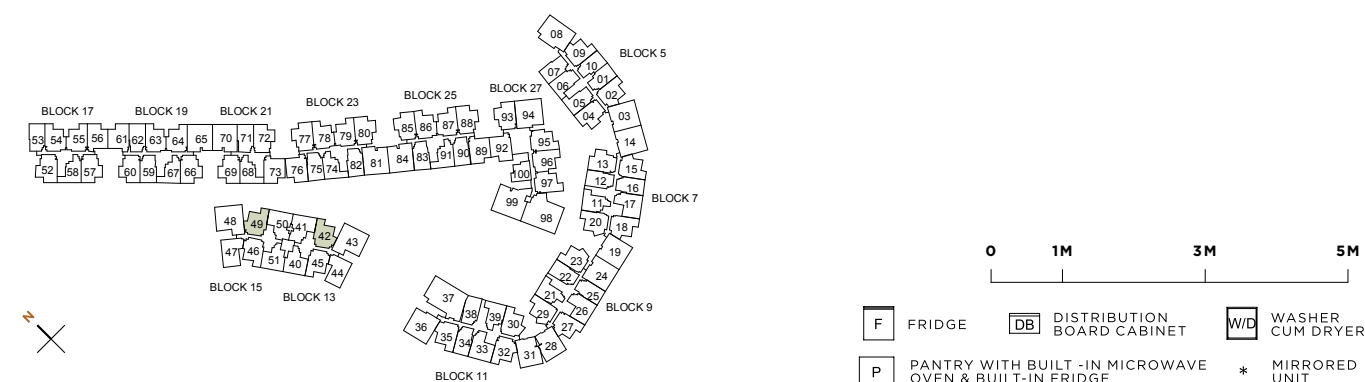 08
BLOCK 5
09
07
10
06
01
05
02
04
03
14
BLOCK 17
BLOCK 19
BLOCK 21
BLOCK 23
BLOCK 25
BLOCK 27
53 54 55 56 61 62 63 64 65 70 71 72 77 78 79 80 85 86 87 88 93 94
52 58 57 60 59 67 66 69 68 73 76 75 74 82 81 84 83 91 90 89 92 95
96
100
97
99
98
13
15
12
16
11
17
BLOCK 7
20
18
48 49 50 41 42 43
47 46 51 40 45 44
BLOCK 15
BLOCK 13
19
23
24
22
25
21
26
BLOCK 9
29
27
37
38
39
30
36
35
34
33
32
31
28
BLOCK 11
N
0 1M 3M 5M
F FRIDGE
DB DISTRIBUTION
BOARD CABINET
W/D WASHER
CUM DRYER
P PANTRY WITH BUILT -IN MICROWAVE
OVEN & BUILT-IN FRIDGE
* MIRRORED
UNIT